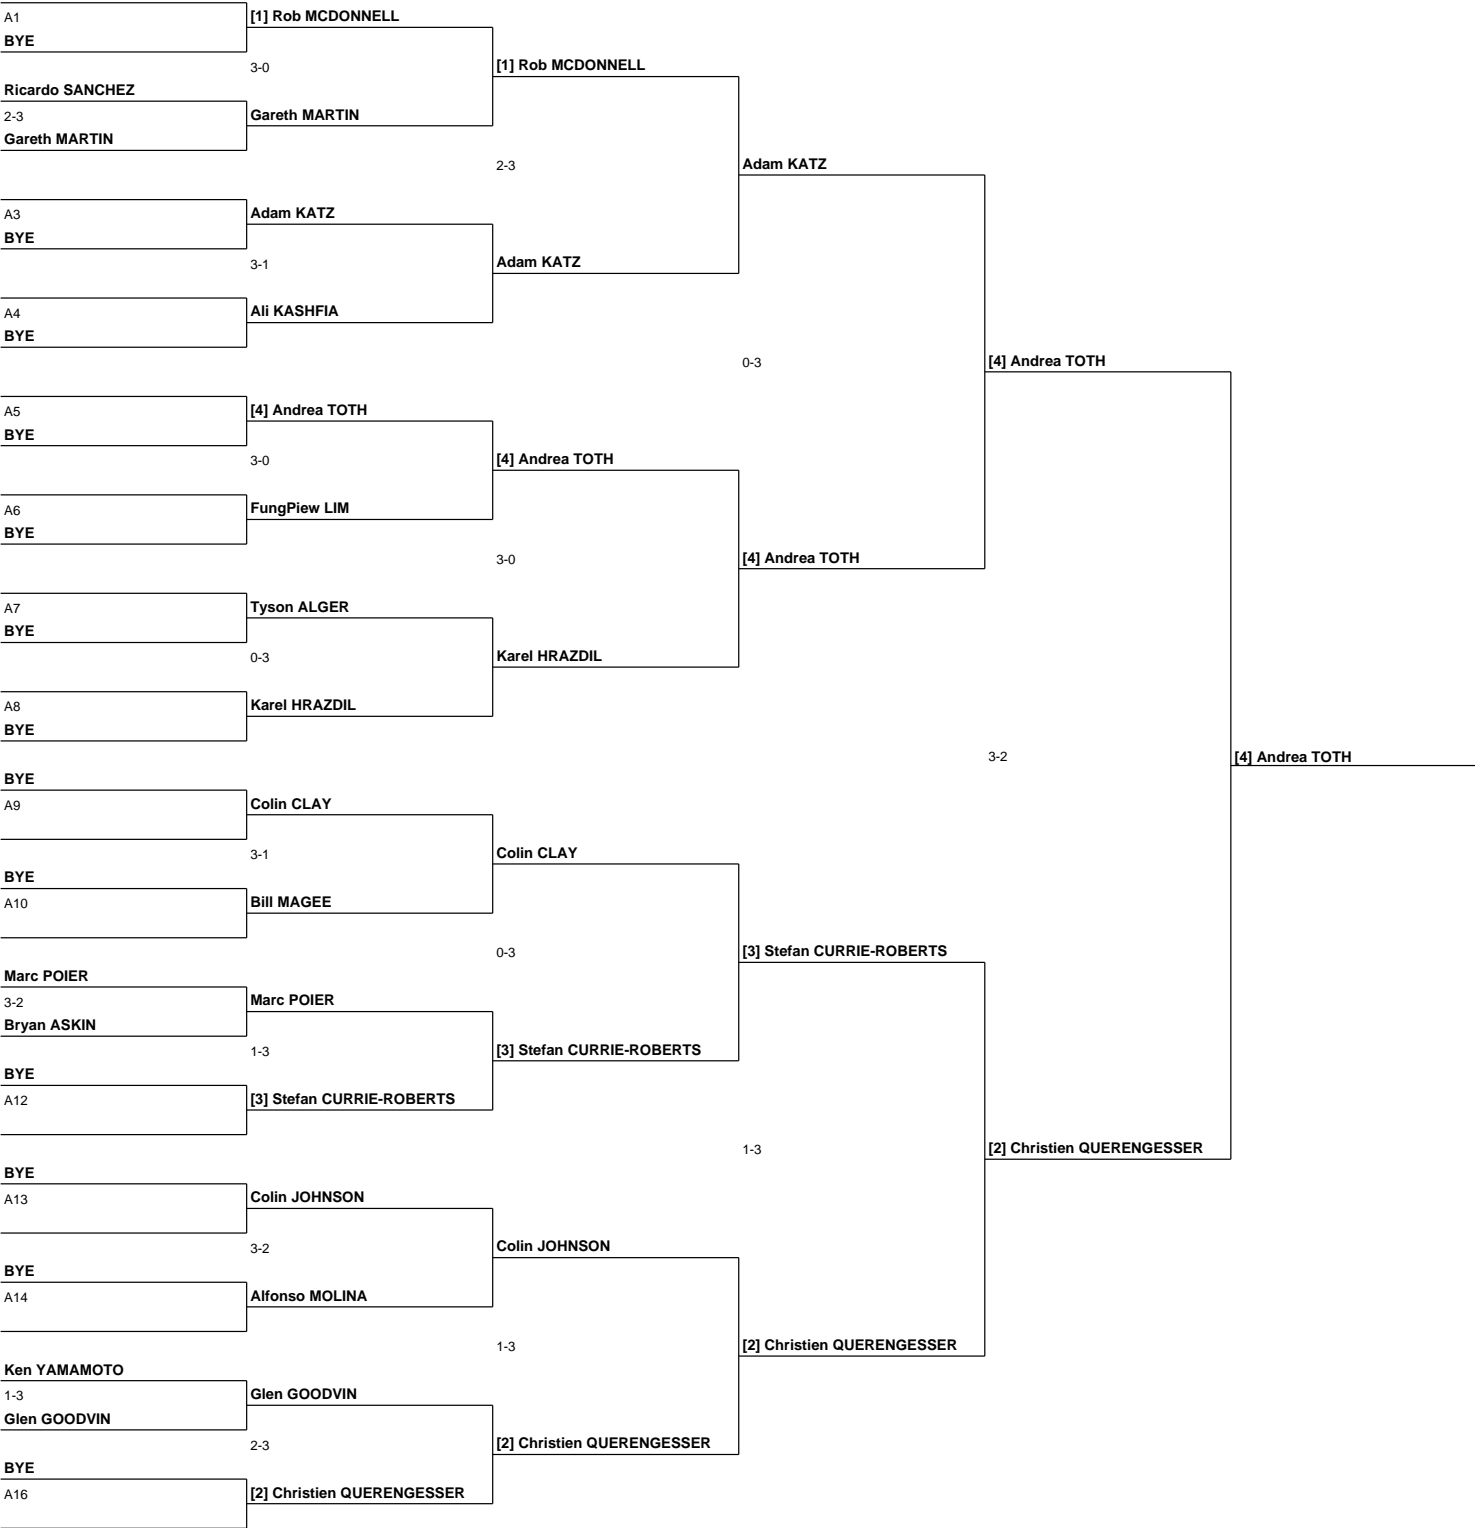 A1
[1] Rob MCDONNELL
BYE
3-0
[1] Rob MCDONNELL
Ricardo SANCHEZ
2-3
Gareth MARTIN
Gareth MARTIN
2-3
Adam KATZ
A3
Adam KATZ
BYE
3-1
Adam KATZ
A4
Ali KASHFIA
BYE
0-3
[4] Andrea TOTH
A5
[4] Andrea TOTH
BYE
3-0
[4] Andrea TOTH
A6
FungPiew LIM
BYE
3-0
[4] Andrea TOTH
A7
Tyson ALGER
BYE
0-3
Karel HRAZDIL
A8
Karel HRAZDIL
BYE
3-2
[4] Andrea TOTH
BYE
A9
Colin CLAY
3-1
Colin CLAY
BYE
A10
Bill MAGEE
0-3
[3] Stefan CURRIE-ROBERTS
Marc POIER
3-2
Marc POIER
Bryan ASKIN
1-3
[3] Stefan CURRIE-ROBERTS
BYE
A12
[3] Stefan CURRIE-ROBERTS
1-3
[2] Christien QUERENGESSER
BYE
A13
Colin JOHNSON
3-2
Colin JOHNSON
BYE
A14
Alfonso MOLINA
1-3
[2] Christien QUERENGESSER
Ken YAMAMOTO
1-3
Glen GOODVIN
Glen GOODVIN
2-3
[2] Christien QUERENGESSER
BYE
A16
[2] Christien QUERENGESSER